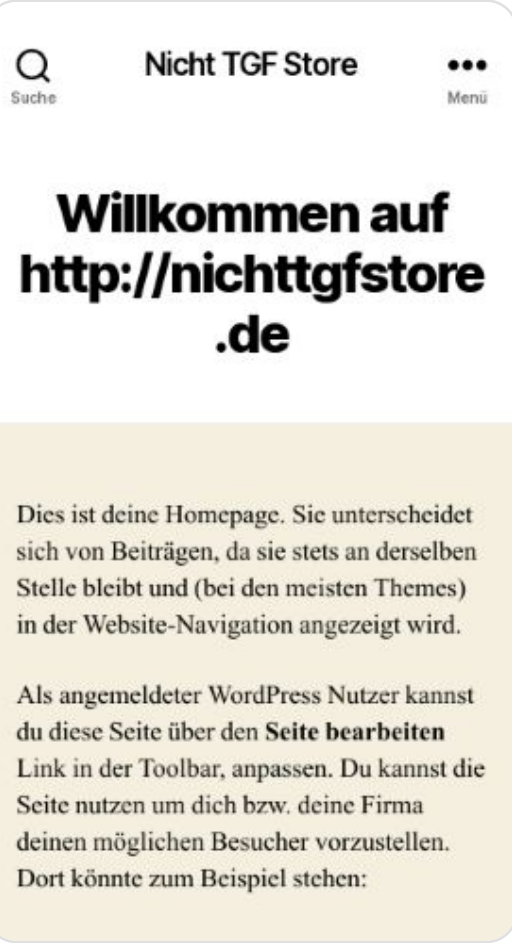 Nicht TGF Store
Suche
Menü
Willkommen auf
http://nichttgfstore
.de
Dies ist deine Homepage. Sie unterscheidet
sich von Beiträgen, da sie stets an derselben
Stelle bleibt und (bei den meisten Themes)
in der Website-Navigation angezeigt wird.
Als angemeldeter WordPress Nutzer kannst
du diese Seite über den Seite bearbeiten
Link in der Toolbar, anpassen. Du kannst die
Seite nutzen um dich bzw. deine Firma
deinen möglichen Besucher vorzustellen.
Dort könnte zum Beispiel stehen: